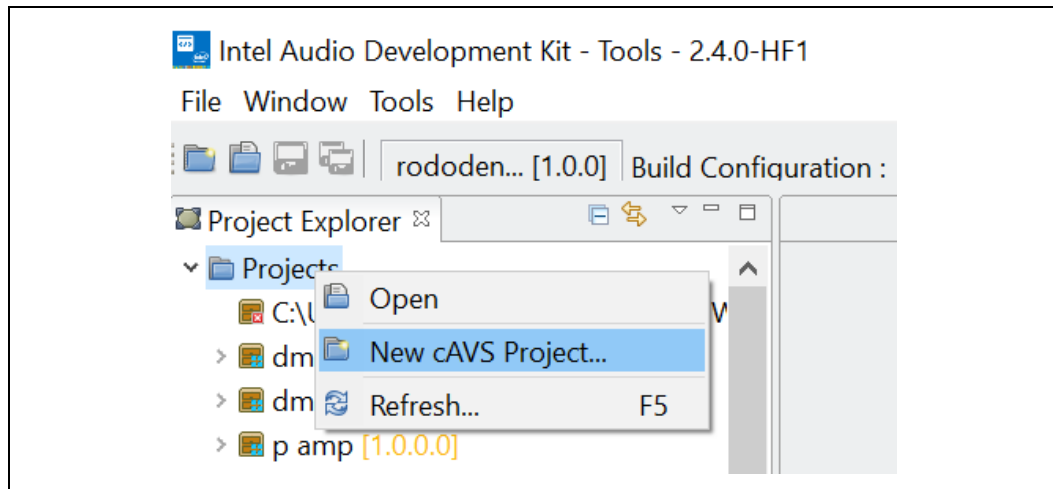 Intel Audio Development Kit - Tools - 2.4.0-HF1
File Window Tools Help
rododen... [1.0.0] Build Configuration :
Project Explorer
Projects
Open
C:\
New cAVS Project...
dm
dm
Refresh... F5
p amp [1.0.0.0]